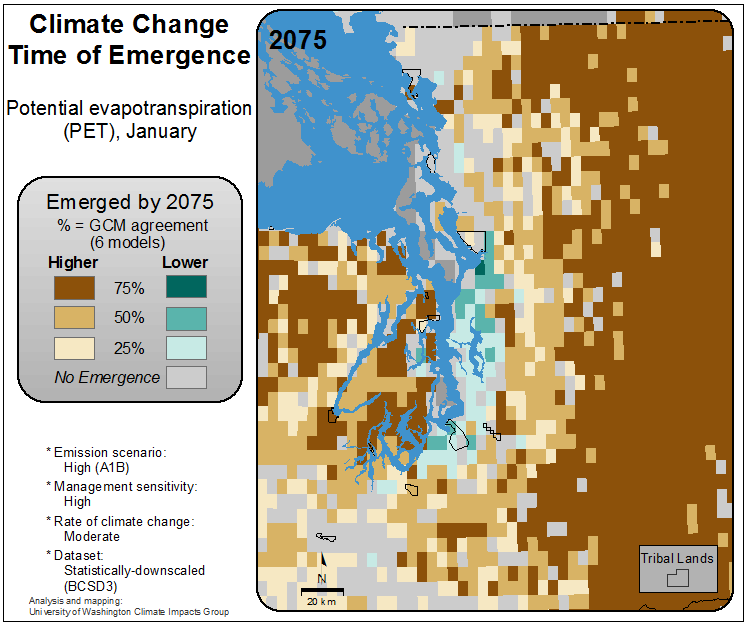 Climate Change
Time of Emergence
Potential evapotranspiration
(PET), January
Emerged by 2075
% = GCM agreement
(6 models)
Higher Lower
75%
50%
25%
No Emergence
* Emission scenario:
High (A1B)
* Management sensitivity:
High
* Rate of climate change:
Moderate
* Dataset:
Statistically-downscaled
(BCSD3)
Analysis and mapping:
University of Washington Climate Impacts Group
2075
N
20 km
Tribal Lands